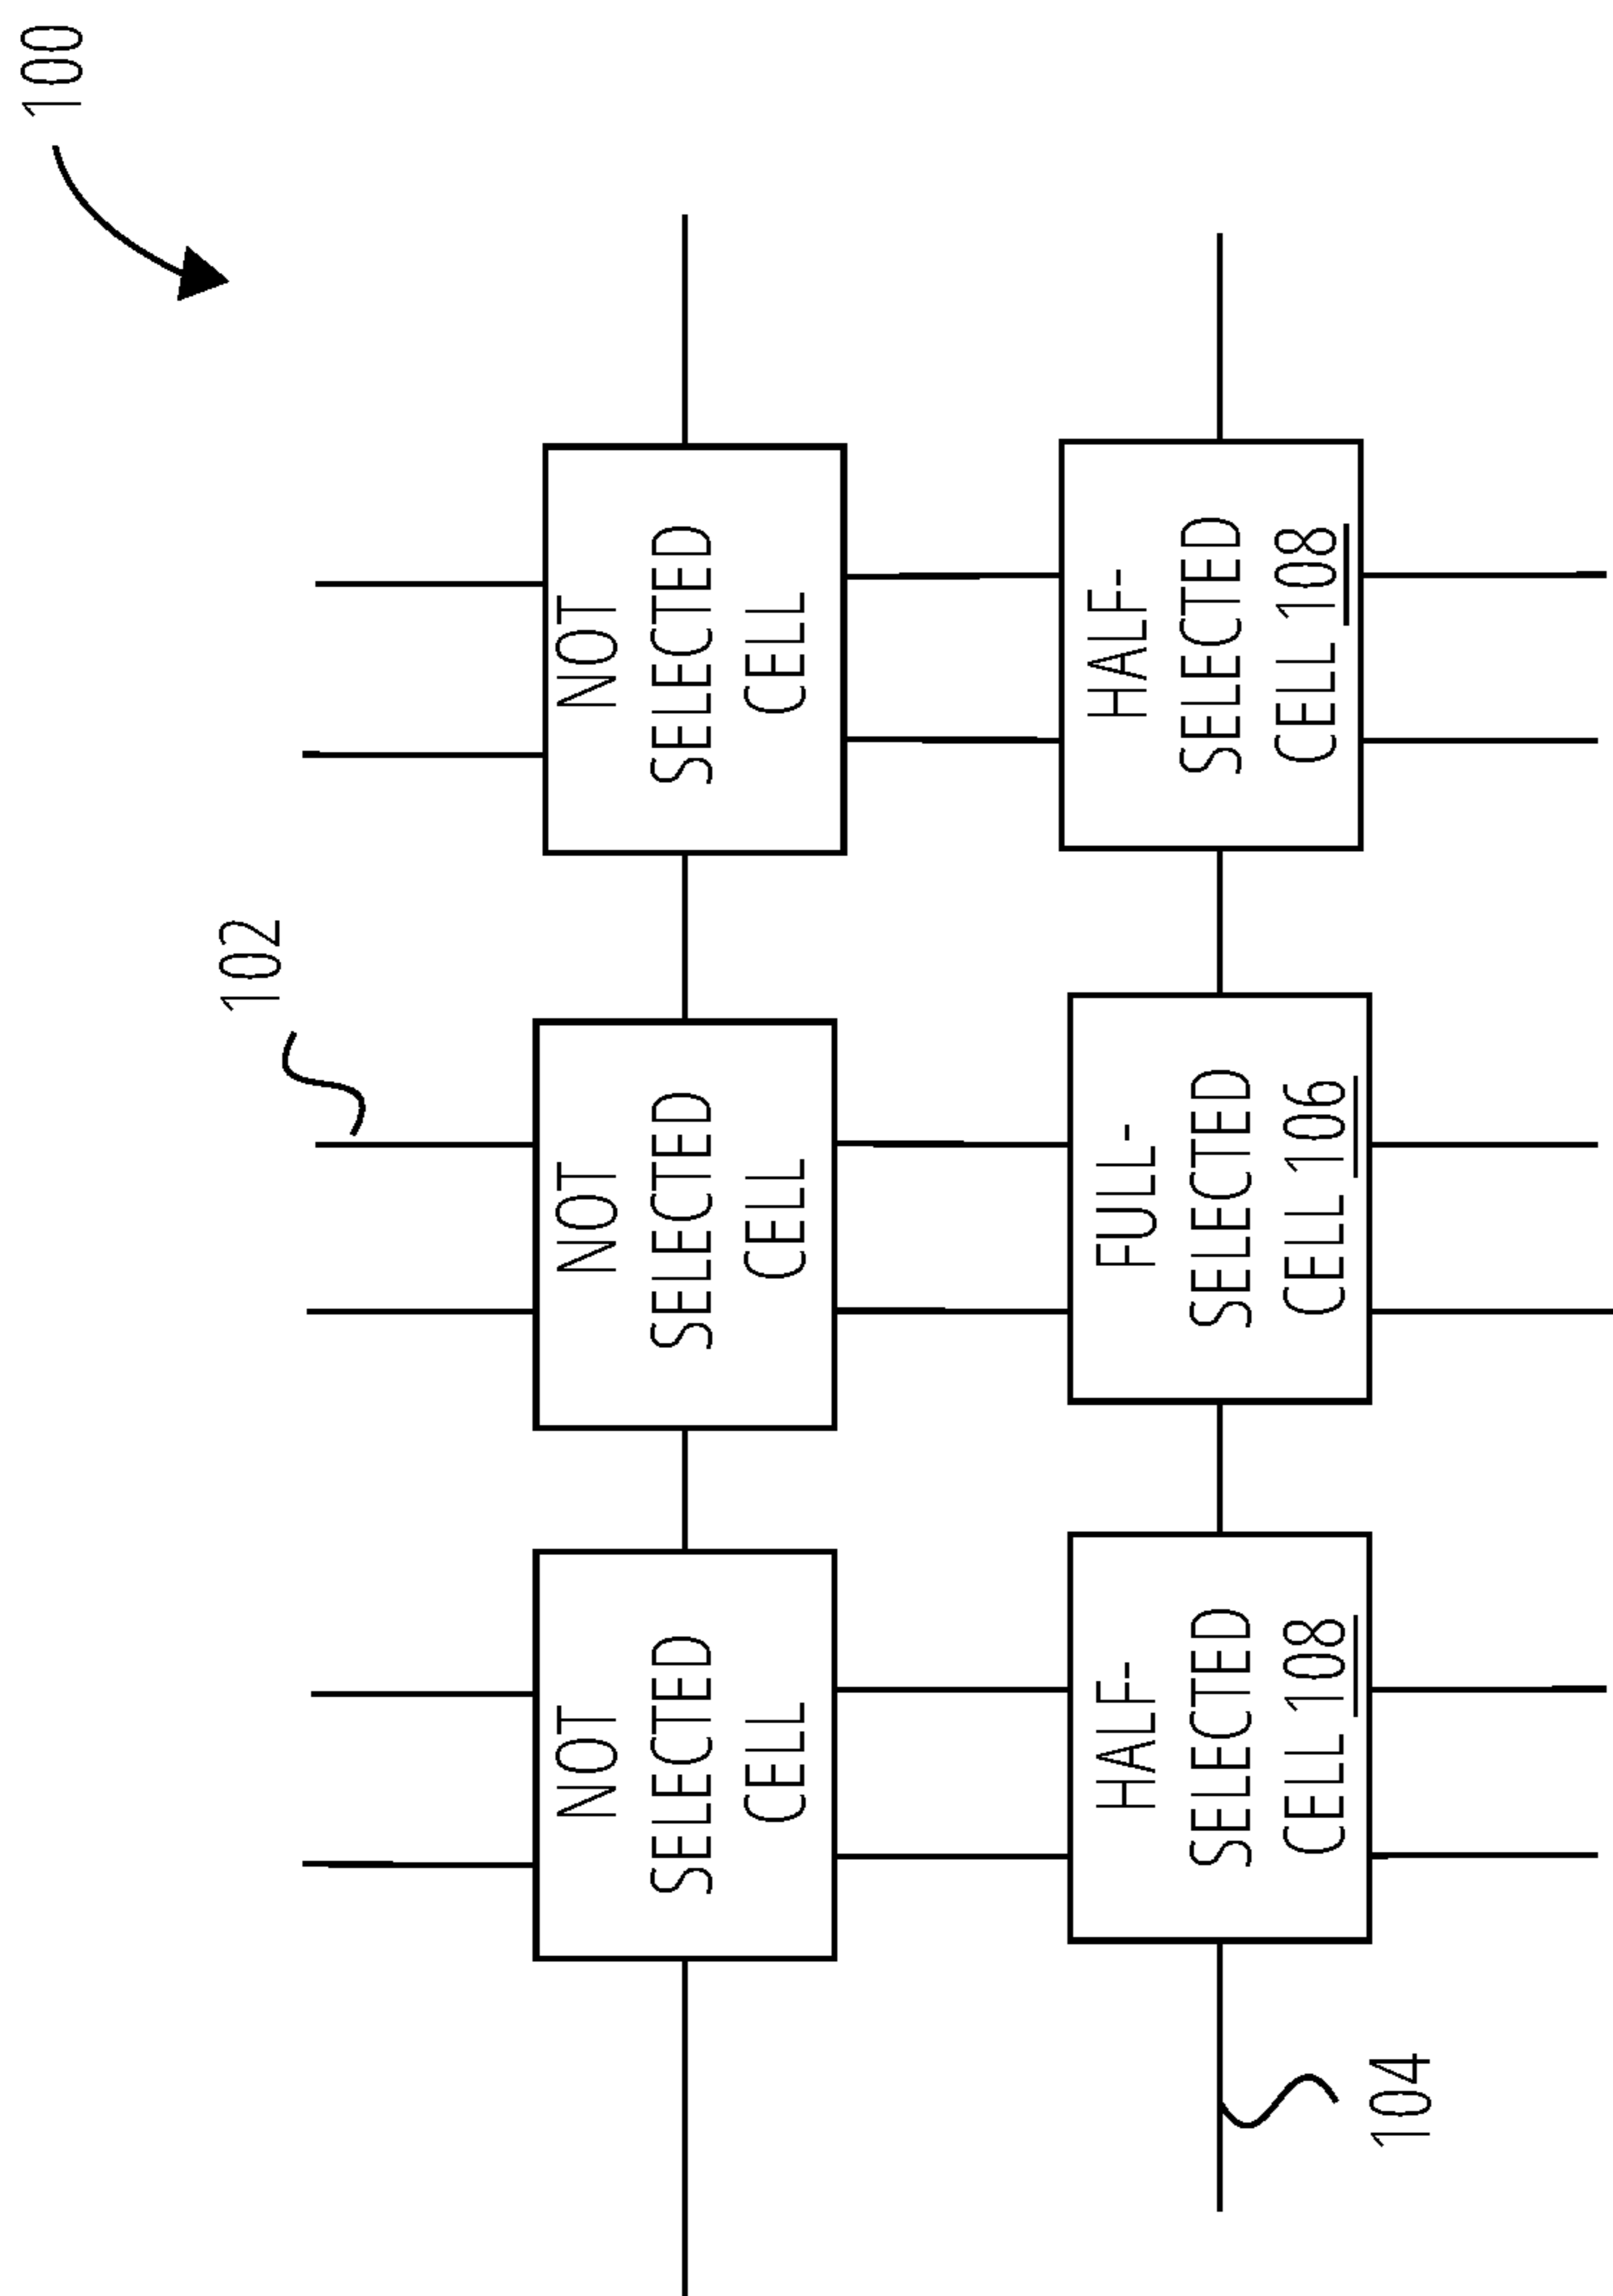 100
102
NOT
SELECTED
CELL
NOT
SELECTED
CELL
NOT
SELECTED
CELL
HALF-
SELECTED
CELL 108
FULL-
SELECTED
CELL 106
HALF-
SELECTED
CELL 108
104